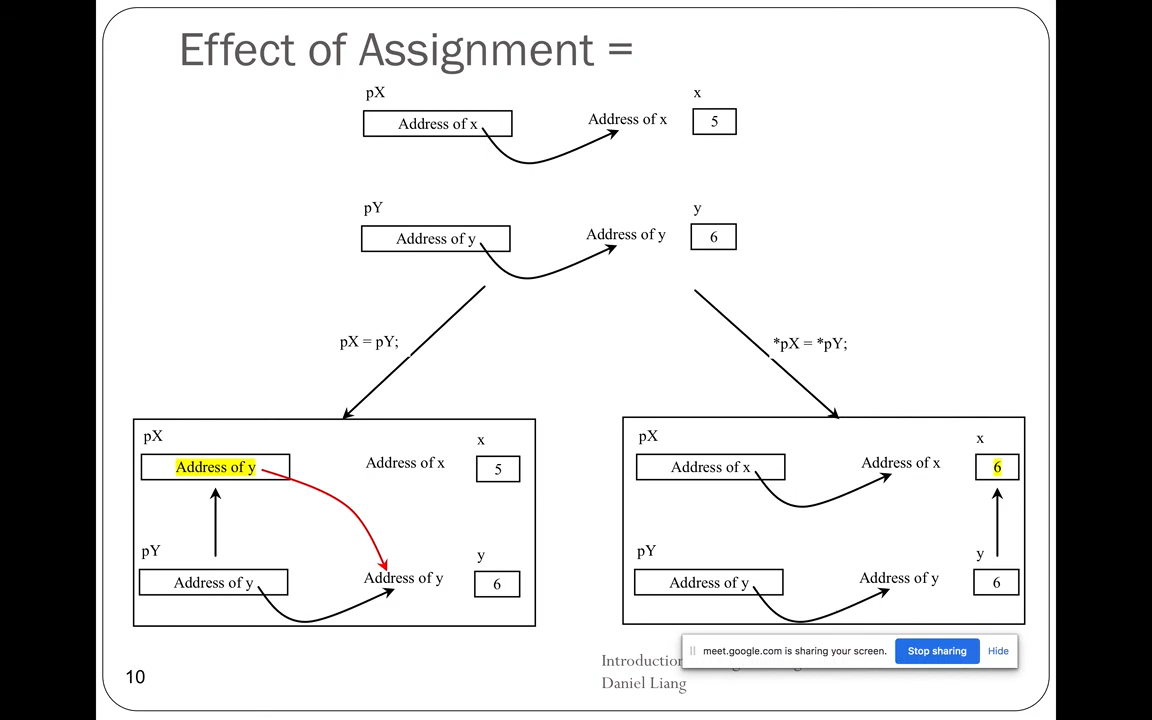 Effect of Assignment =
pX
x
Address of x
Address of x
5
pY
y
Address of y
Address of y
6
pX = pY;
*pX = *pY;
pX
x
Address of y
Address of x
5
pY
y
Address of y
Address of y
6
pX
x
Address of x
Address of x
6
pY
y
Address of y
Address of y
6
meet.google.com is sharing your screen.
Stop sharing
Hide
Introduction
Daniel Liang
10